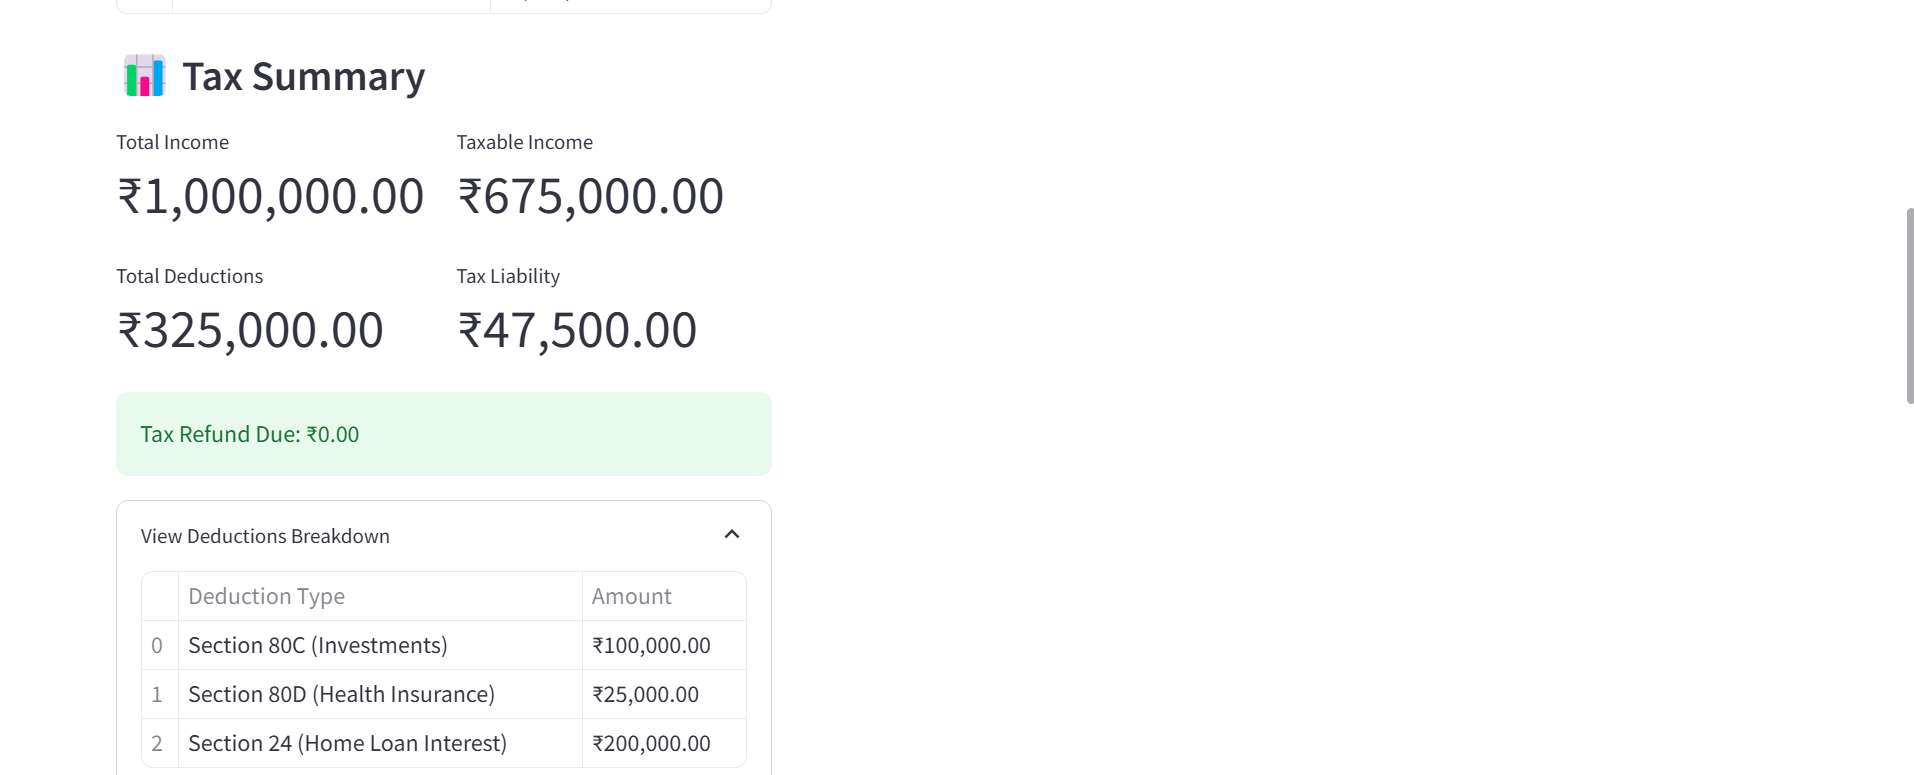 Tax Summary
Total Income
₹1,000,000.00
Taxable Income
₹675,000.00
Total Deductions
₹325,000.00
Tax Liability
₹47,500.00
Tax Refund Due: ₹0.00
View Deductions Breakdown
Deduction Type Amount
0 Section 80C (Investments) ₹100,000.00
1 Section 80D (Health Insurance) ₹25,000.00
2 Section 24 (Home Loan Interest) ₹200,000.00